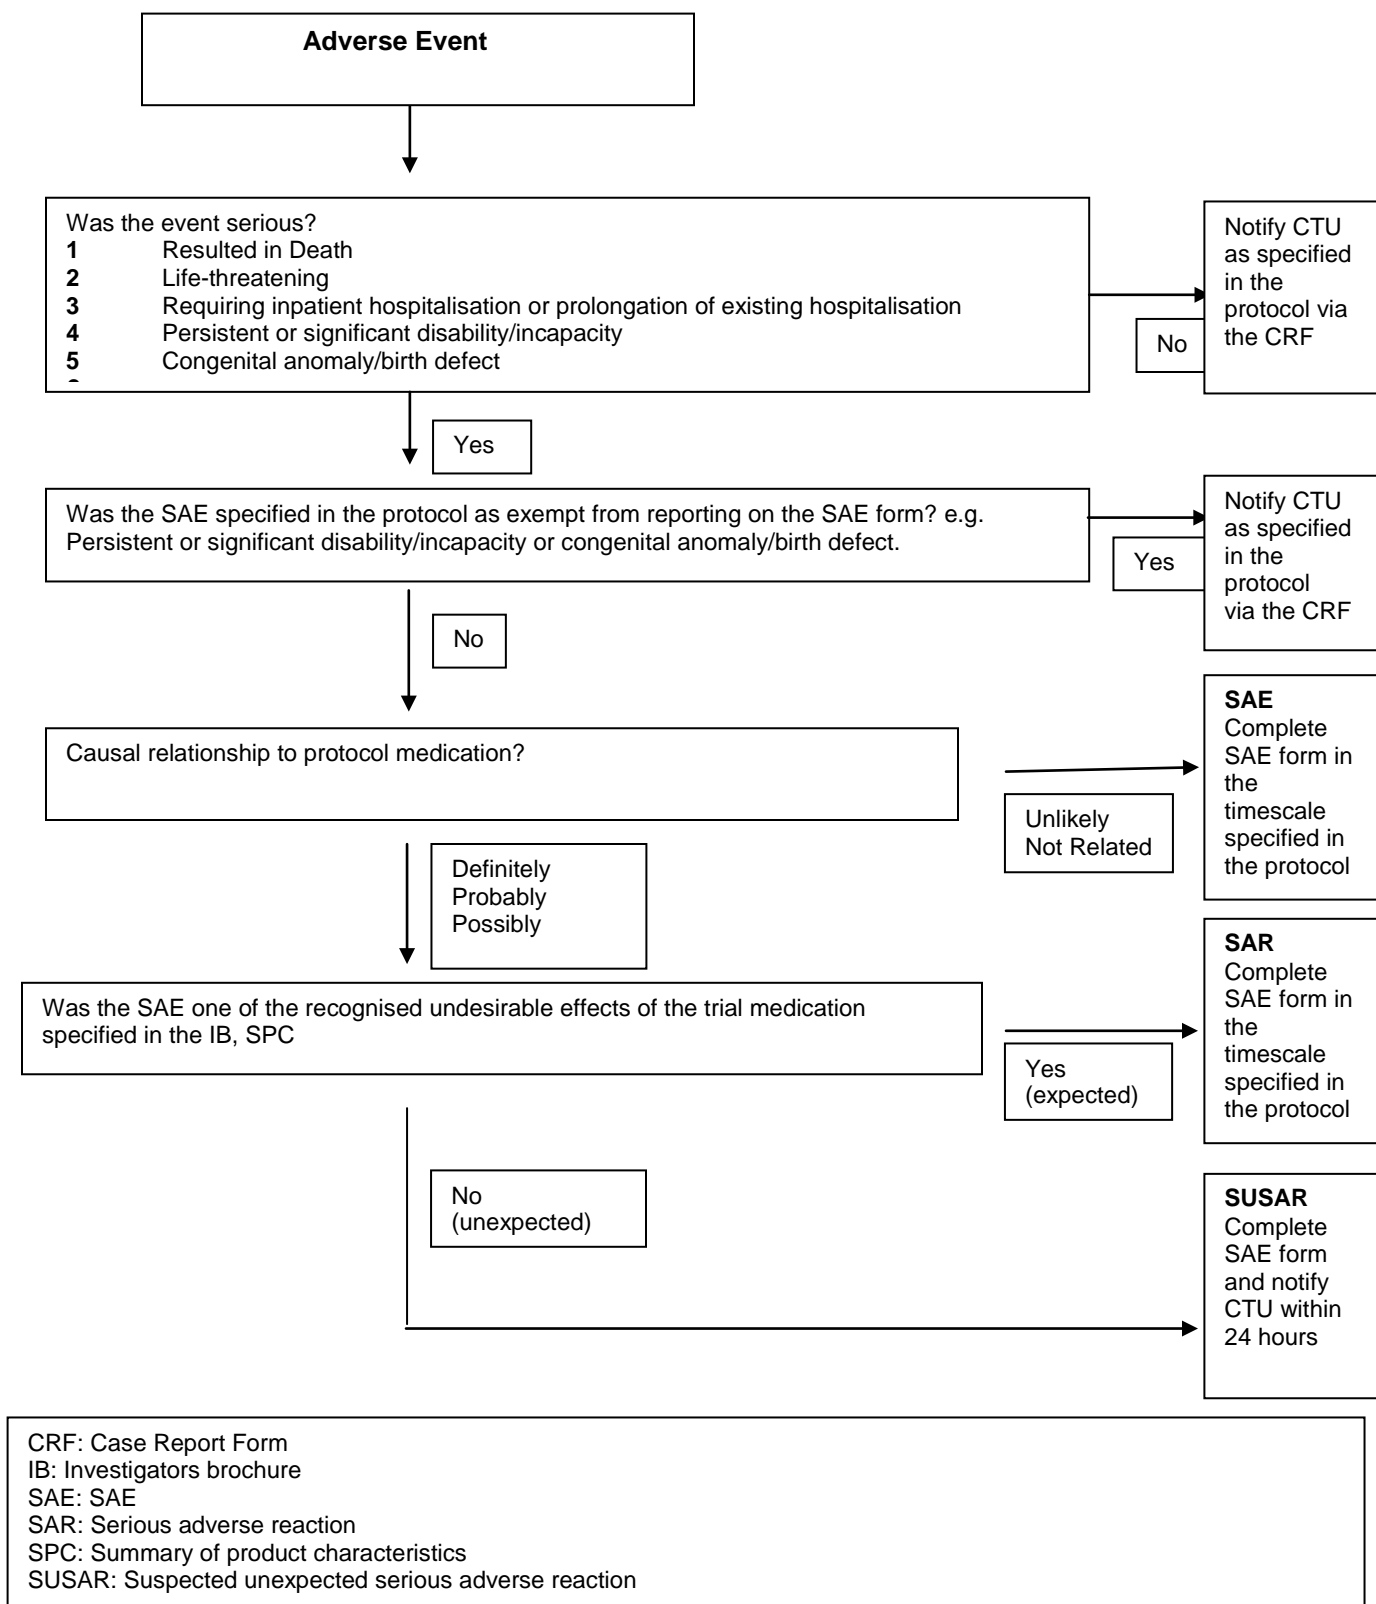 Adverse Event
Was the event serious?
1 Resulted in Death
2 Life-threatening
3 Requiring inpatient hospitalisation or prolongation of existing hospitalisation
4 Persistent or significant disability/incapacity
5 Congenital anomaly/birth defect
No
Notify CTU
as specified
in the
protocol via
the CRF
Yes
Was the SAE specified in the protocol as exempt from reporting on the SAE form? e.g.
Persistent or significant disability/incapacity or congenital anomaly/birth defect.
Yes
Notify CTU
as specified
in the
protocol
via the CRF
No
Causal relationship to protocol medication?
Unlikely
Not Related
SAE
Complete
SAE form in
the
timescale
specified in
the protocol
Definitely
Probably
Possibly
Was the SAE one of the recognised undesirable effects of the trial medication
specified in the IB, SPC
Yes
(expected)
SAR
Complete
SAE form in
the
timescale
specified in
the protocol
No
(unexpected)
SUSAR
Complete
SAE form
and notify
CTU within
24 hours
CRF: Case Report Form
IB: Investigators brochure
SAE: SAE
SAR: Serious adverse reaction
SPC: Summary of product characteristics
SUSAR: Suspected unexpected serious adverse reaction